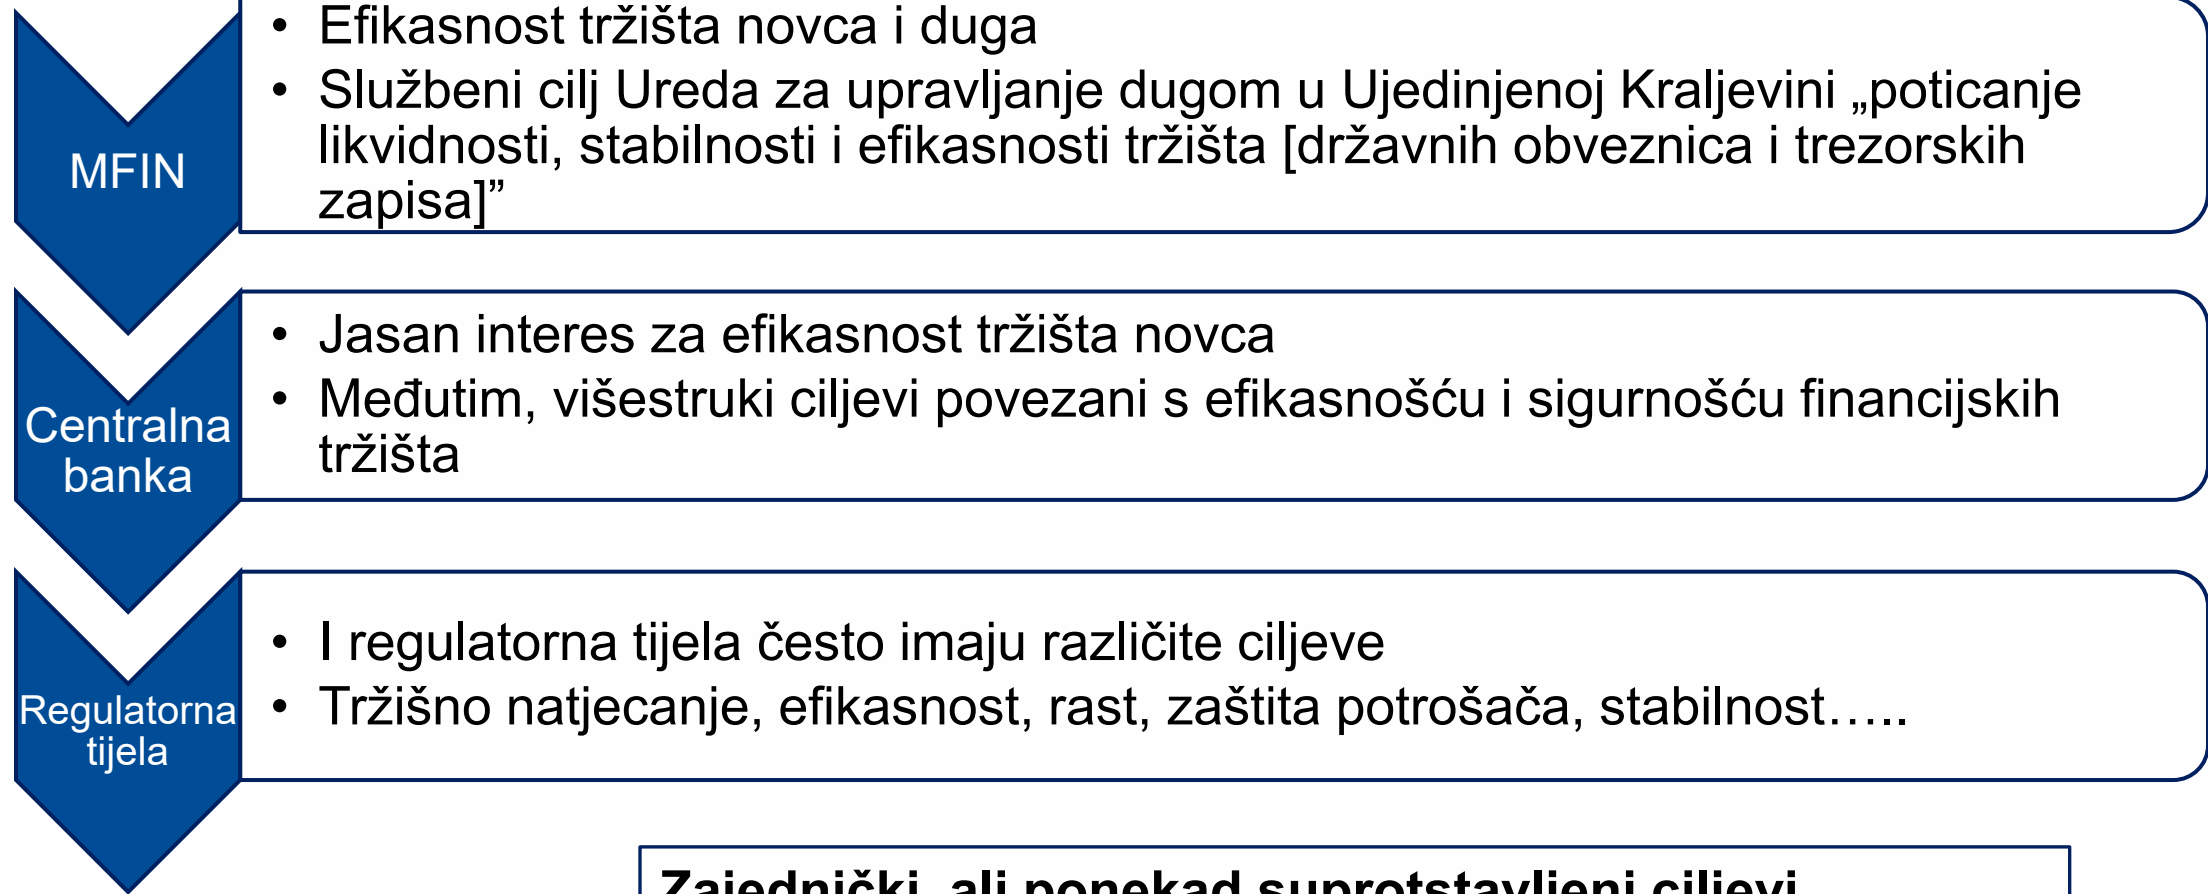 • Efikasnost tržišta novca i duga
• Službeni cilj Ureda za upravljanje dugom u Ujedinjenoj Kraljevini „poticanje
likvidnosti, stabilnosti i efikasnosti tržišta [državnih obveznica i trezorskih
zapisa]”
MFIN
• Jasan interes za efikasnost tržišta novca
• Međutim, višestruki ciljevi povezani s efikasnošću i sigurnošću financijskih
tržišta
Centralna
banka
• I regulatorna tijela često imaju različite ciljeve
• Tržišno natjecanje, efikasnost, rast, zaštita potrošača, stabilnost…..
Regulatorna
tijela
Zajednički, ali ponekad suprotstavljeni ciljevi